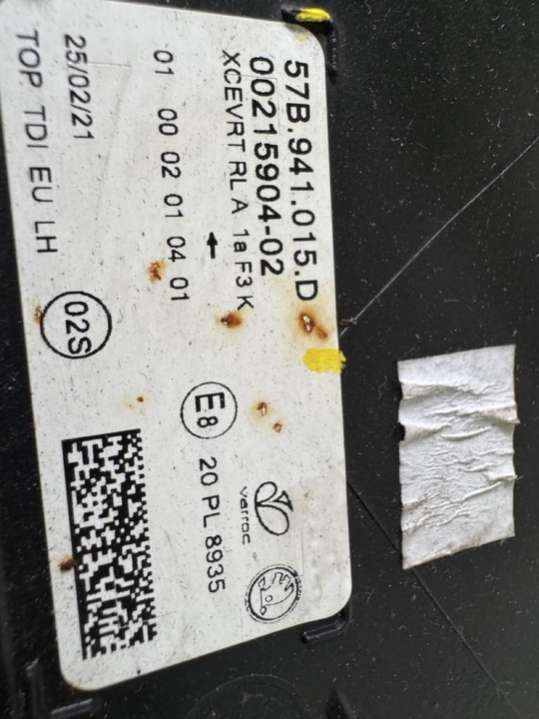 57B.941.015.D
00215904-02
XCEVRT RL A 1a F3 K
01 00 02 01 04 01
25/02/21
TOP TDI EU LH
02S
E8
20 PL 8935
varroc